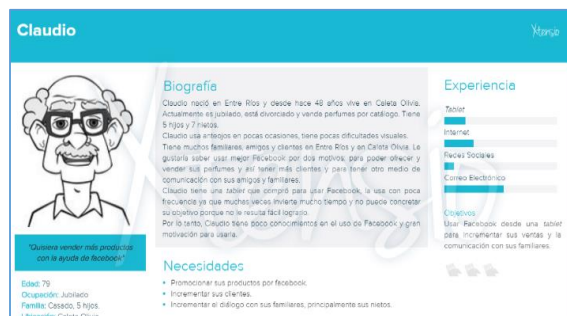 Claudio
Xtensio
Biografía
Claudio nació en Entre Ríos y desde hace 48 años vive en Caleta Olivia.
Actualmente es jubilado, está divorciado y vende perfumes por catálogo. Tiene
5 hijos y 7 nietos.
Claudio usa anteojos en pocas ocasiones, tiene pocas dificultades visuales.
Tiene muchos familiares, amigos y clientes en Entre Ríos y en Caleta Olivia. Le
gustaría saber usar mejor Facebook por dos motivos: para poder ofrecer y
vender sus perfumes y así tener más clientes y para tener otro medio de
comunicación con sus amigos y familiares.
Claudio tiene una tablet que compró para usar Facebook, la usa con poca
frecuencia ya que muchas veces invierte mucho tiempo y no puede concretar
su objetivo porque no le resulta fácil lograrlo.
Por lo tanto, Claudio tiene poco conocimientos en el uso de Facebook y gran
motivación para usarla.
Experiencia
Tablet
Internet
Redes Sociales
Correo Electrónico
Objetivos
Usar Facebook desde una tablet
para incrementar sus ventas y la
comunicación con sus familiares.
"Quisiera vender más productos
con la ayuda de facebook"
Edad: 79
Ocupación: Jubilado
Familia: Casado, 5 hijos.
Ubicación: Caleta Olivia
Necesidades
Promocionar sus productos por facebook.
Incrementar sus clientes.
Incrementar el diálogo con sus familiares, principalmente sus nietos.
Xtensio